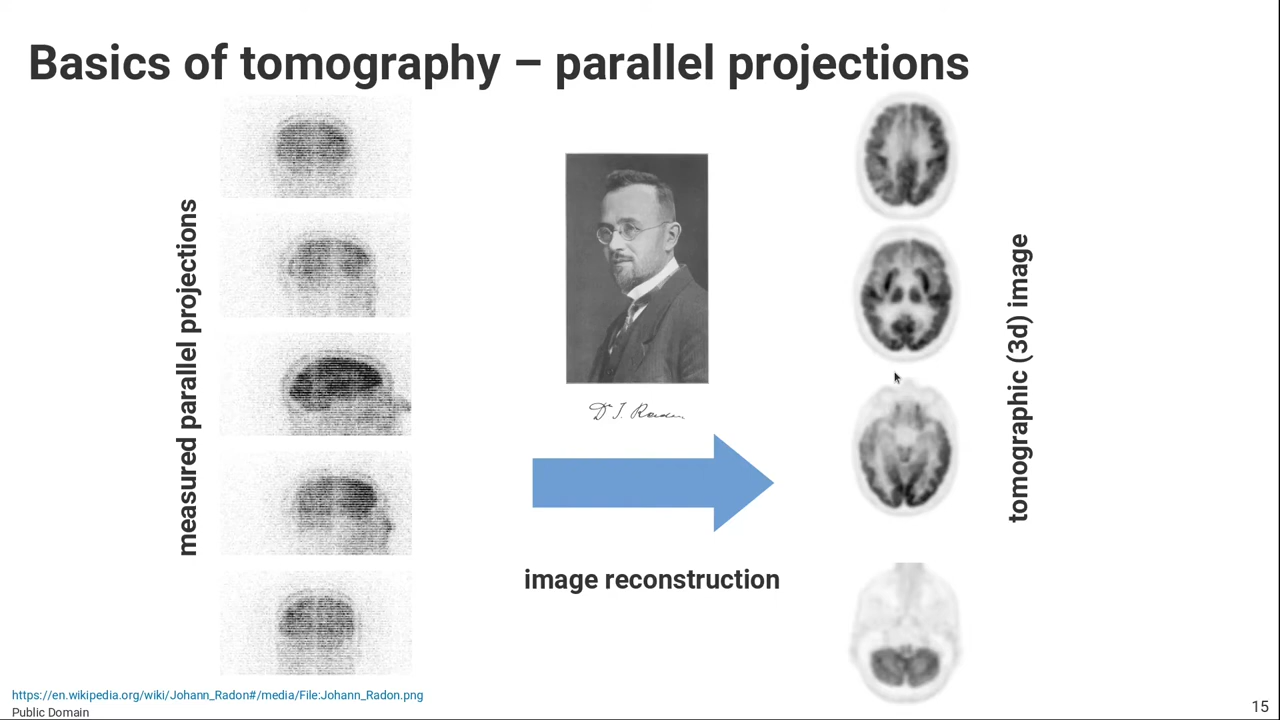 Basics of tomography – parallel projections
measured parallel projections
image reconstruction
tomographic (3d) image
https://en.wikipedia.org/wiki/Johann_Radon#/media/File:Johann_Radon.png
Public Domain
15